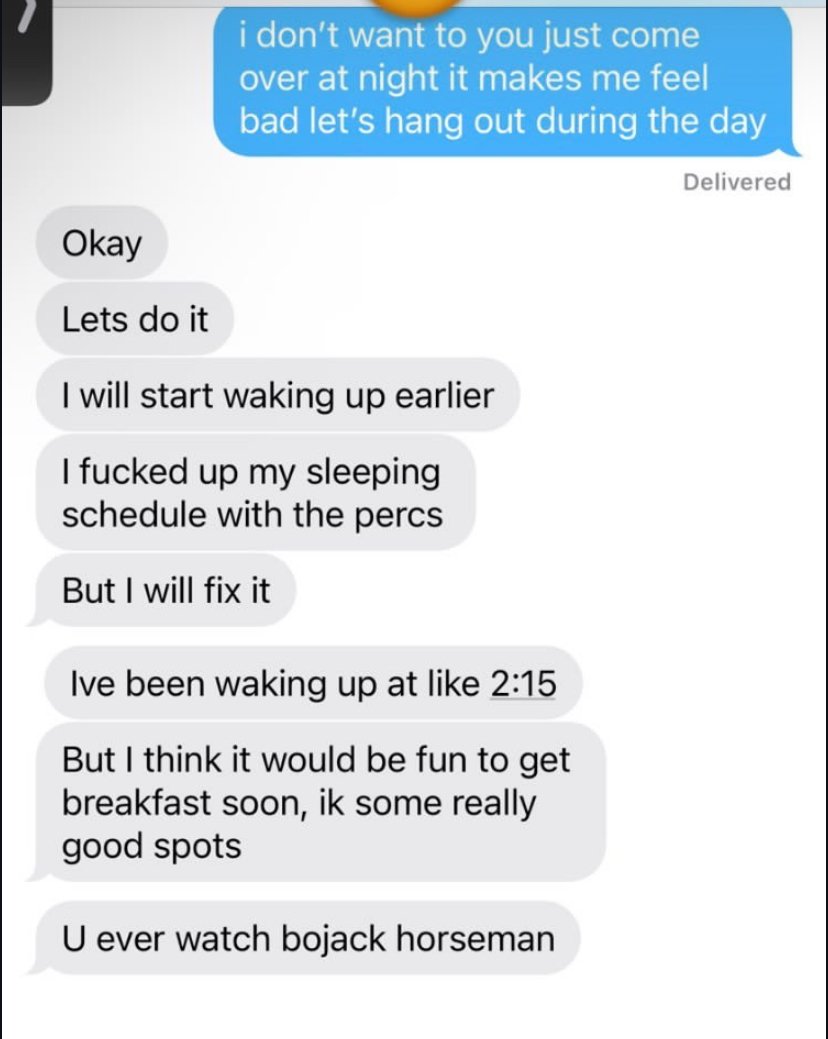 i don't want to you just come
over at night it makes me feel
bad let's hang out during the day
Delivered
Okay
Lets do it
I will start waking up earlier
I fucked up my sleeping
schedule with the percs
But I will fix it
Ive been waking up at like 2:15
But I think it would be fun to get
breakfast soon, ik some really
good spots
U ever watch bojack horseman